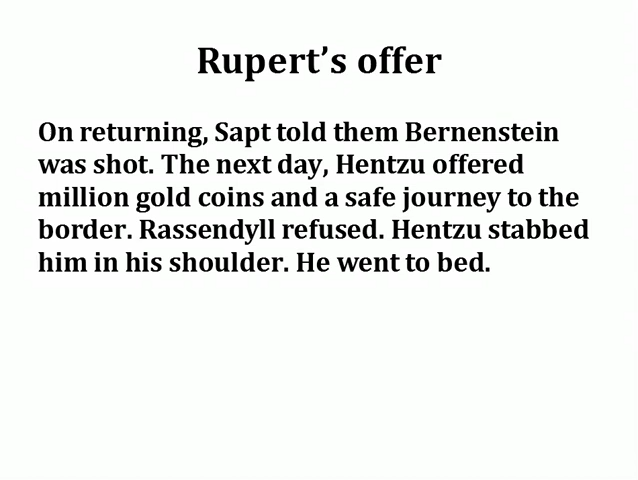 Rupert’s offer
On returning, Sapt told them Bernenstein
was shot. The next day, Hentzu offered
million gold coins and a safe journey to the
border. Rassendyll refused. Hentzu stabbed
him in his shoulder. He went to bed.